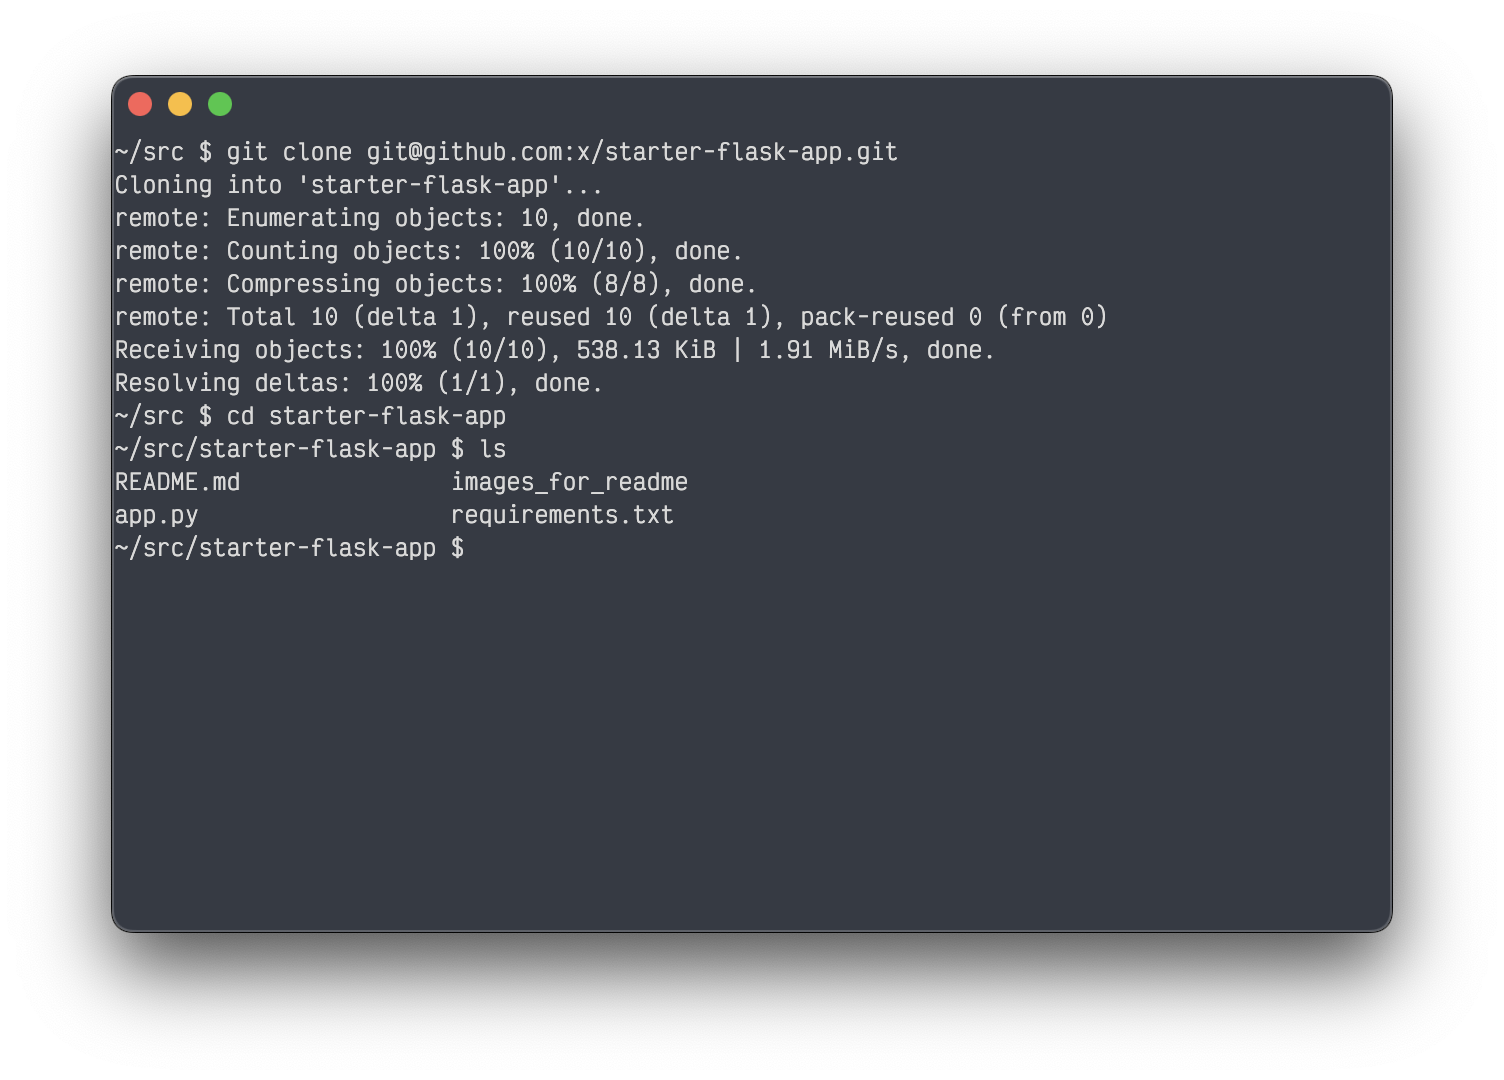 ~/src $ git clone git@github.com:x/starter-flask-app.git
Cloning into 'starter-flask-app'...
remote: Enumerating objects: 10, done.
remote: Counting objects: 100% (10/10), done.
remote: Compressing objects: 100% (8/8), done.
remote: Total 10 (delta 1), reused 10 (delta 1), pack-reused 0 (from 0)
Receiving objects: 100% (10/10), 538.13 KiB | 1.91 MiB/s, done.
Resolving deltas: 100% (1/1), done.
~/src $ cd starter-flask-app
~/src/starter-flask-app $ ls
README.md               images_for_readme
app.py                  requirements.txt
~/src/starter-flask-app $